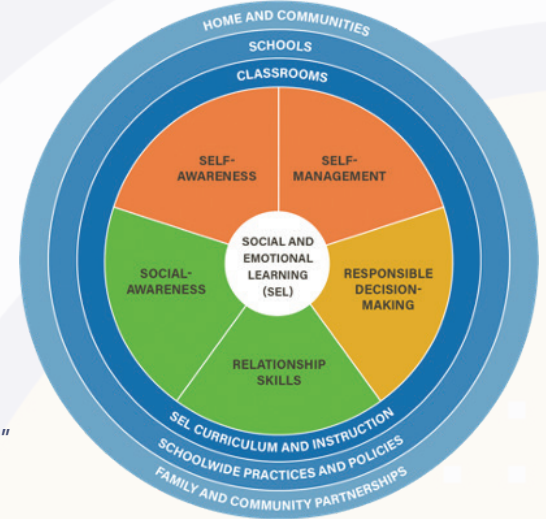 HOME AND COMMUNITIES
SCHOOLS
CLASSROOMS
SELF-
AWARENESS
SELF-
MANAGEMENT
SOCIAL AND
EMOTIONAL
LEARNING
(SEL)
SOCIAL-
AWARENESS
RESPONSIBLE
DECISION-
MAKING
RELATIONSHIP
SKILLS
SEL CURRICULUM AND INSTRUCTION
SCHOOLWIDE PRACTICES AND POLICIES
FAMILY AND COMMUNITY PARTNERSHIPS
"